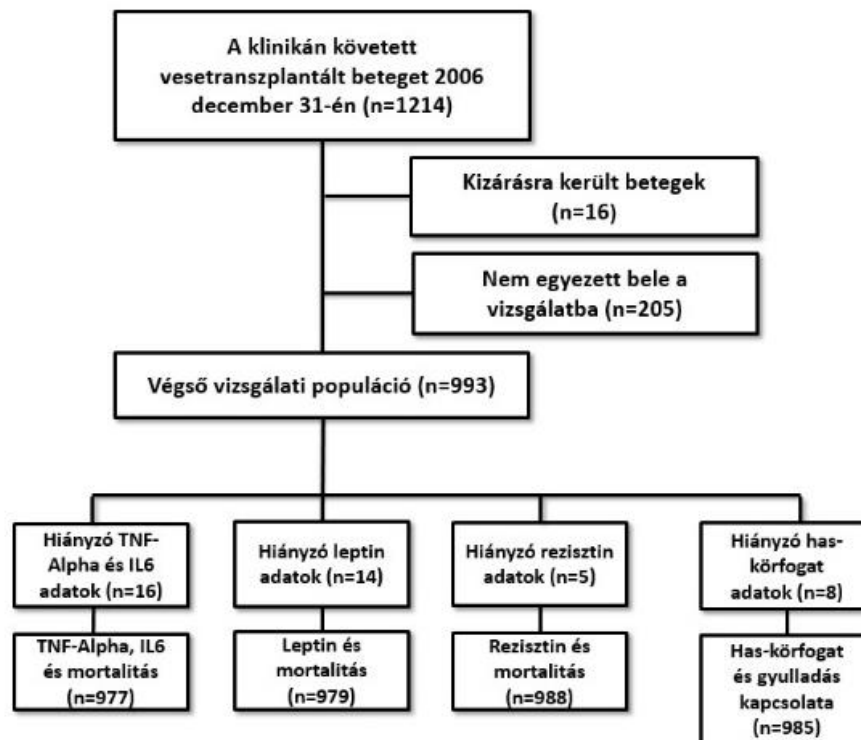 A klinikán követett
vesetranszplantált beteget 2006
december 31-én (n=1214)
Kizárásra került betegek
(n=16)
Nem egyezett bele a
vizsgálatba (n=205)
Végső vizsgálati populáció (n=993)
Hiányzó TNF-
Alpha és IL6
adatok (n=16)
Hiányzó leptin
adatok (n=14)
Hiányzó rezisztin
adatok (n=5)
Hiányzó has-
körfogat
adatok (n=8)
TNF-Alpha, IL6
és mortalitás
(n=977)
Leptin és
mortalitás
(n=979)
Rezisztin és
mortalitás
(n=988)
Has-körfogat
és gyulladás
kapcsolata
(n=985)